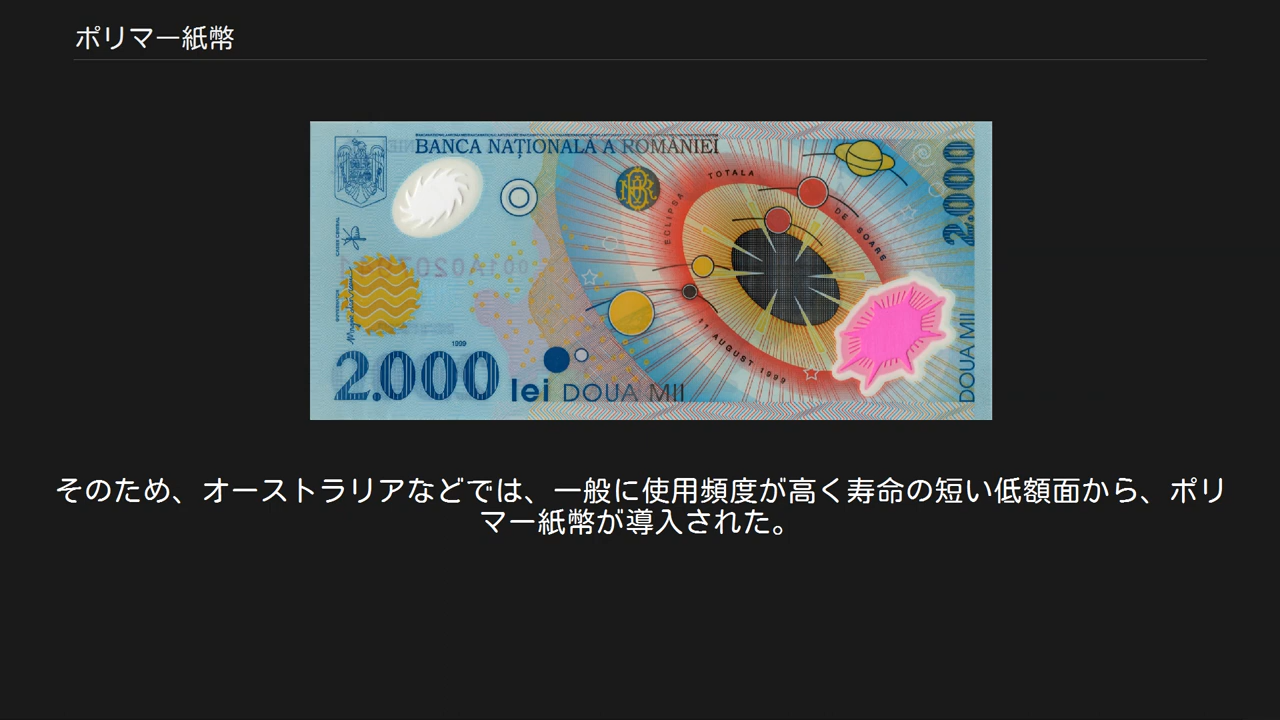 ポリマー紙幣
BANCA NAȚIONALĂ A ROMÂNIEI
ECLIPSA TOTALA DE SOARE
11 AUGUST 1999
2.000
DOUA MII
1999
2.000 lei DOUA MII
そのため、オーストラリアなどでは、一般に使用頻度が高く寿命の短い低額面から、ポリ
マー紙幣が導入された。